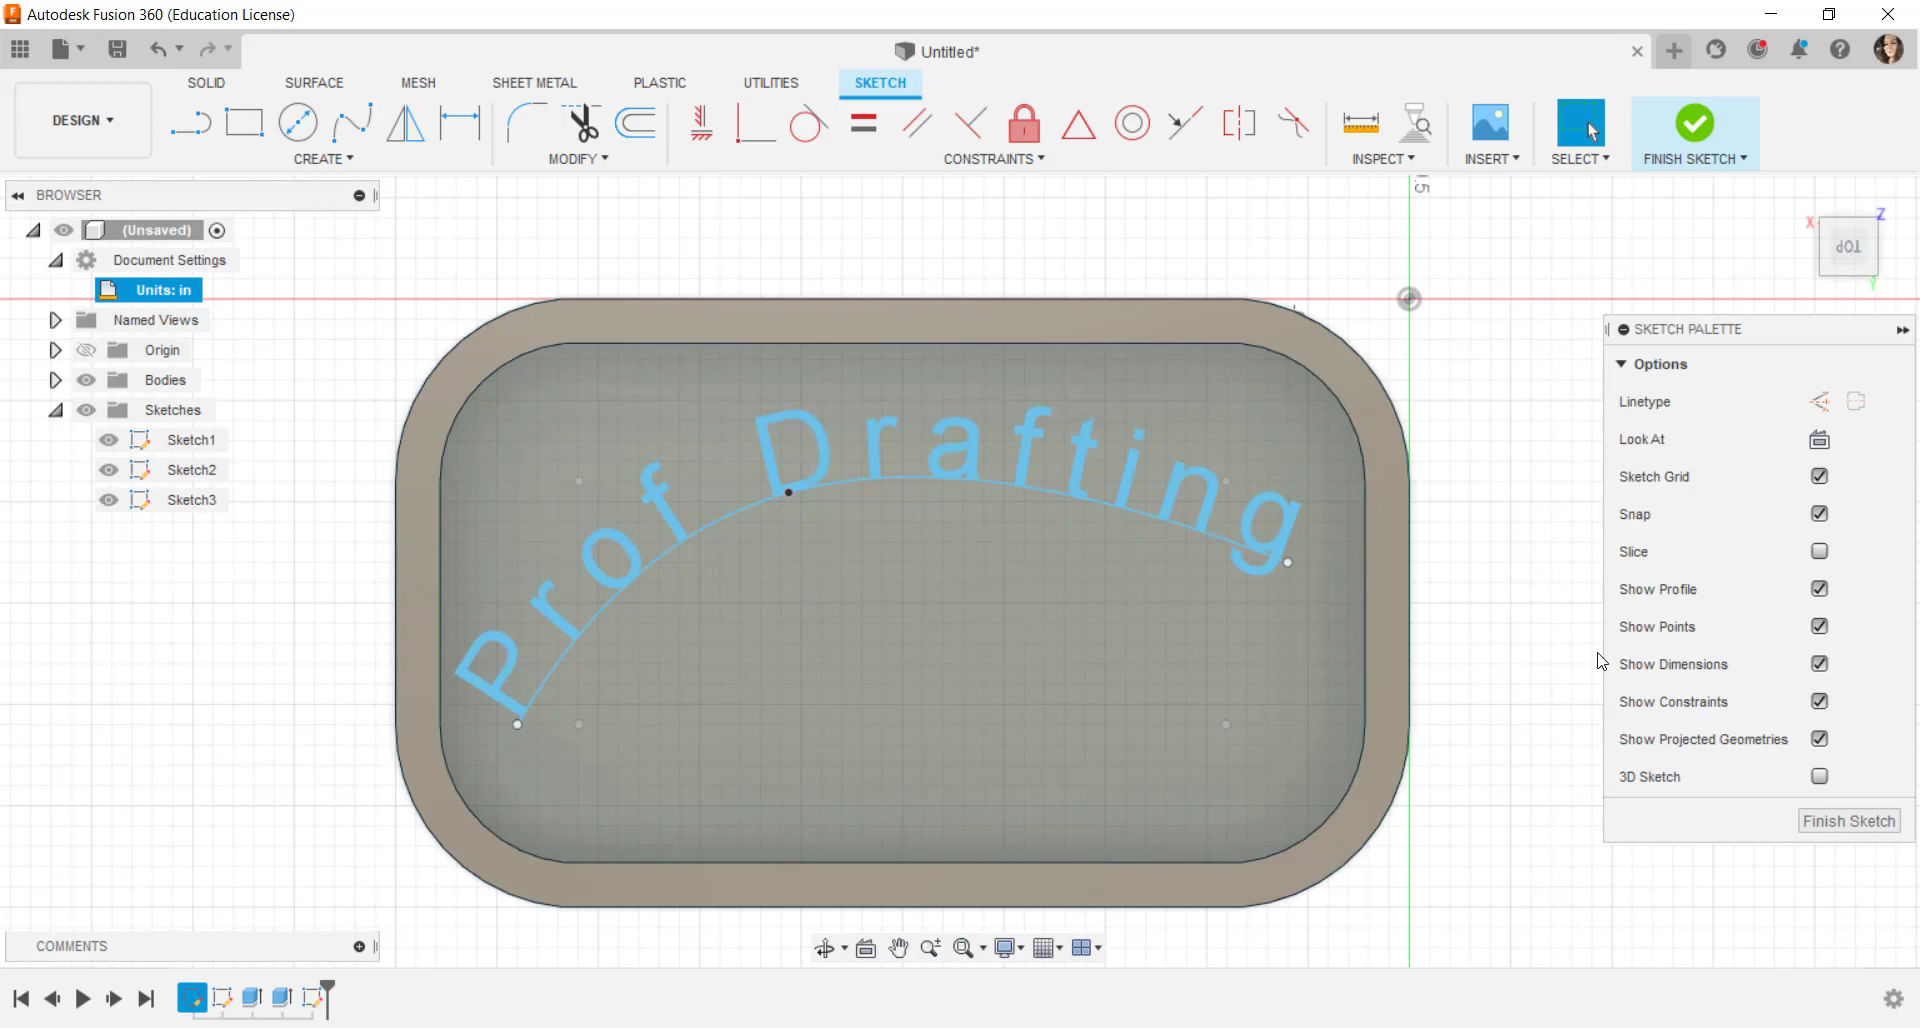 Autodesk Fusion 360 (Education License)
Untitled*
SOLID SURFACE MESH SHEET METAL PLASTIC UTILITIES SKETCH
DESIGN
CREATE MODIFY CONSTRAINTS INSPECT INSERT SELECT FINISH SKETCH
BROWSER
(Unsaved)
Document Settings
Units: in
Named Views
Origin
Bodies
Sketches
Sketch1
Sketch2
Sketch3
.5
X
Z
TOP
Y
Prof Drafting
SKETCH PALETTE
Options
Linetype
Look At
Sketch Grid
Snap
Slice
Show Profile
Show Points
Show Dimensions
Show Constraints
Show Projected Geometries
3D Sketch
Finish Sketch
COMMENTS